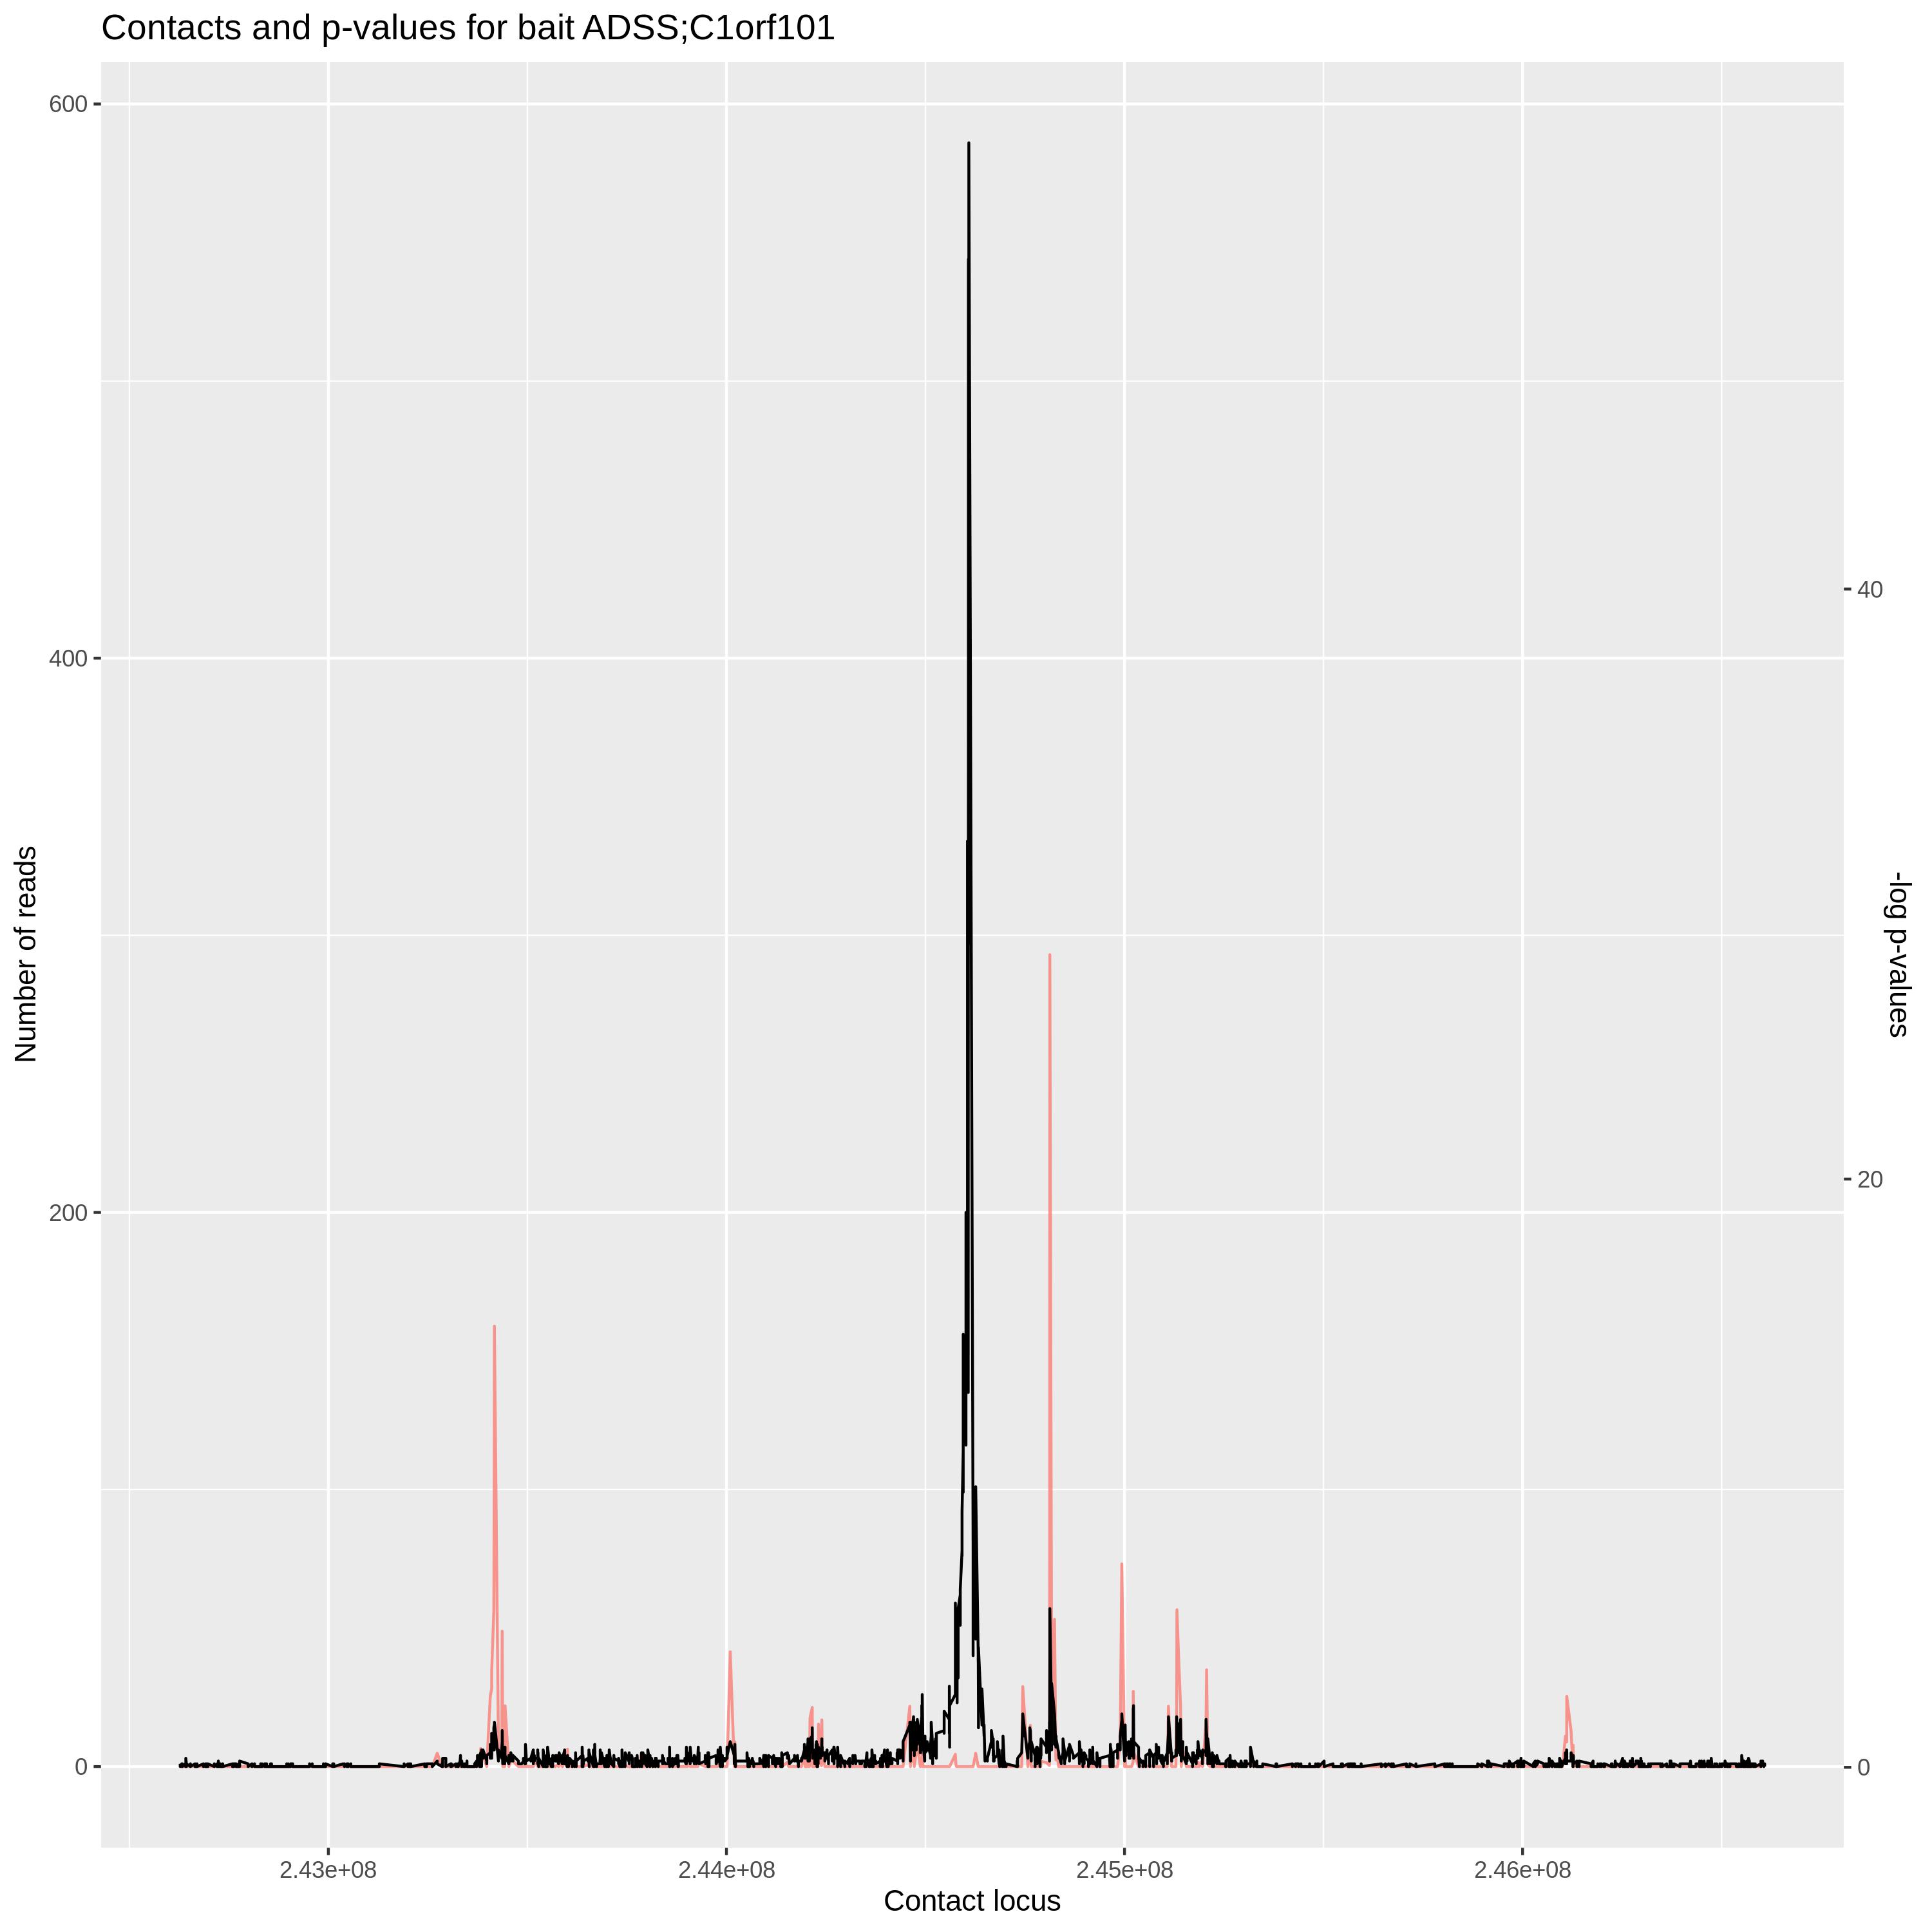 Contacts and p-values for bait ADSS;C1orf101
600
400
200
0
Number of reads
40
20
0
-log p-values
2.43e+08
2.44e+08
2.45e+08
2.46e+08
Contact locus